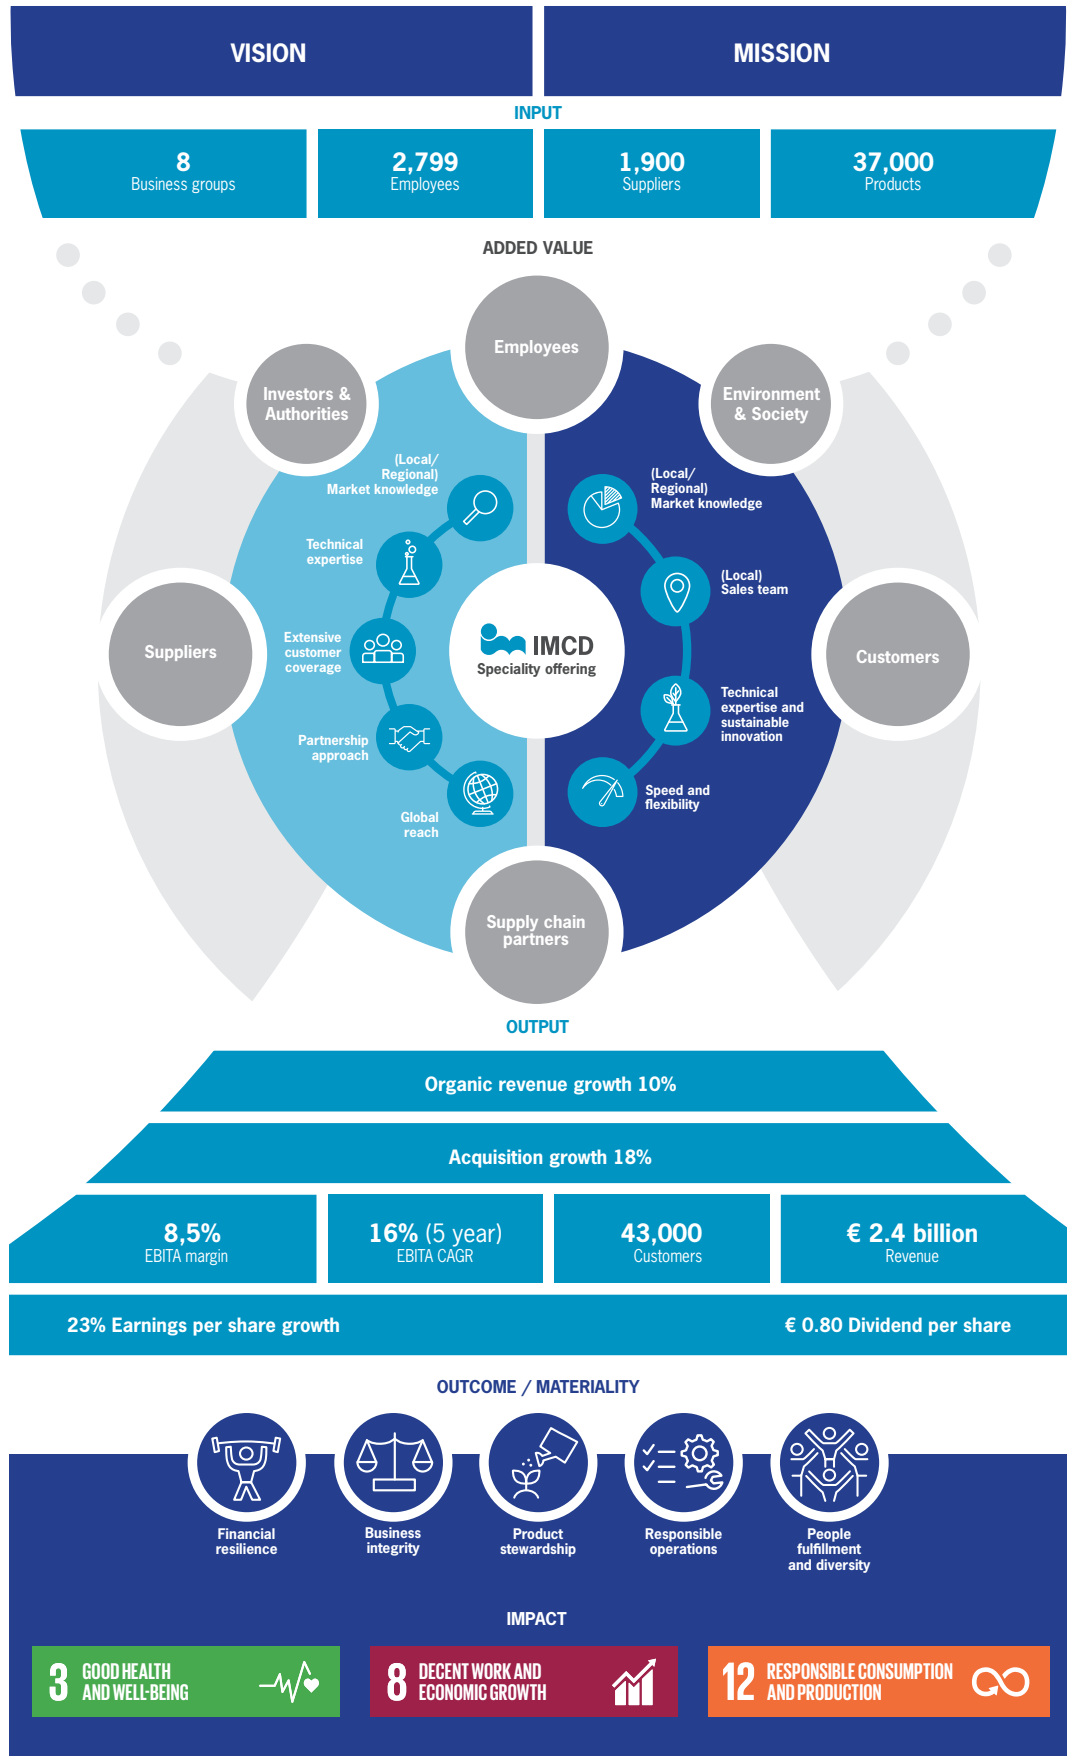 VISION
MISSION
INPUT
8
Business groups
2,799
Employees
1,900
Suppliers
37,000
Products
ADDED VALUE
Employees
Investors &
Authorities
Environment
& Society
(Local/
Regional)
Market knowledge
(Local/
Regional)
Market knowledge
Technical
expertise
(Local)
Sales team
Extensive
customer
coverage
Suppliers
IMCD
Speciality offering
Customers
Technical
expertise and
sustainable
innovation
Partnership
approach
Speed and
flexibility
Global
reach
Supply chain
partners
OUTPUT
Organic revenue growth 10%
Acquisition growth 18%
8,5%
EBITA margin
16% (5 year)
EBITA CAGR
43,000
Customers
€ 2.4 billion
Revenue
23% Earnings per share growth
€ 0.80 Dividend per share
OUTCOME / MATERIALITY
Financial
resilience
Business
integrity
Product
stewardship
Responsible
operations
People
fulfillment
and diversity
IMPACT
3 GOOD HEALTH
AND WELL-BEING
8 DECENT WORK AND
ECONOMIC GROWTH
12 RESPONSIBLE CONSUMPTION
AND PRODUCTION